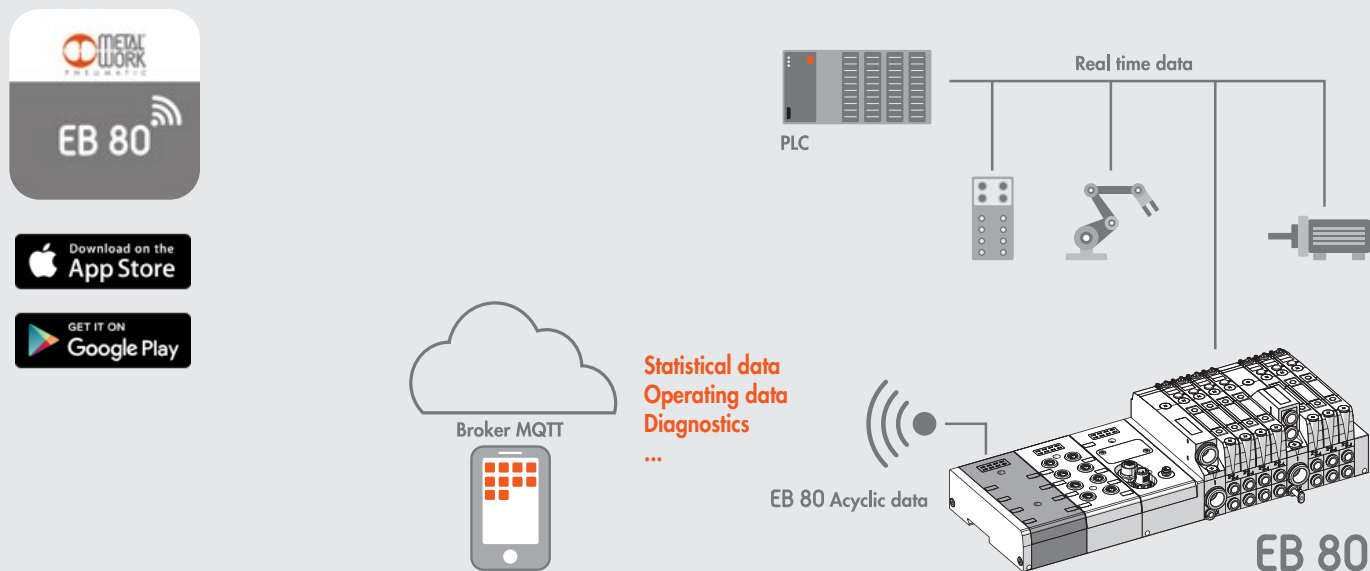 METAL
WORK
PNEUMATIC
EB 80
Download on the
App Store
GET IT ON
Google Play
PLC
Real time data
Broker MQTT
Statistical data
Operating data
Diagnostics
...
EB 80 Acyclic data
EB 80